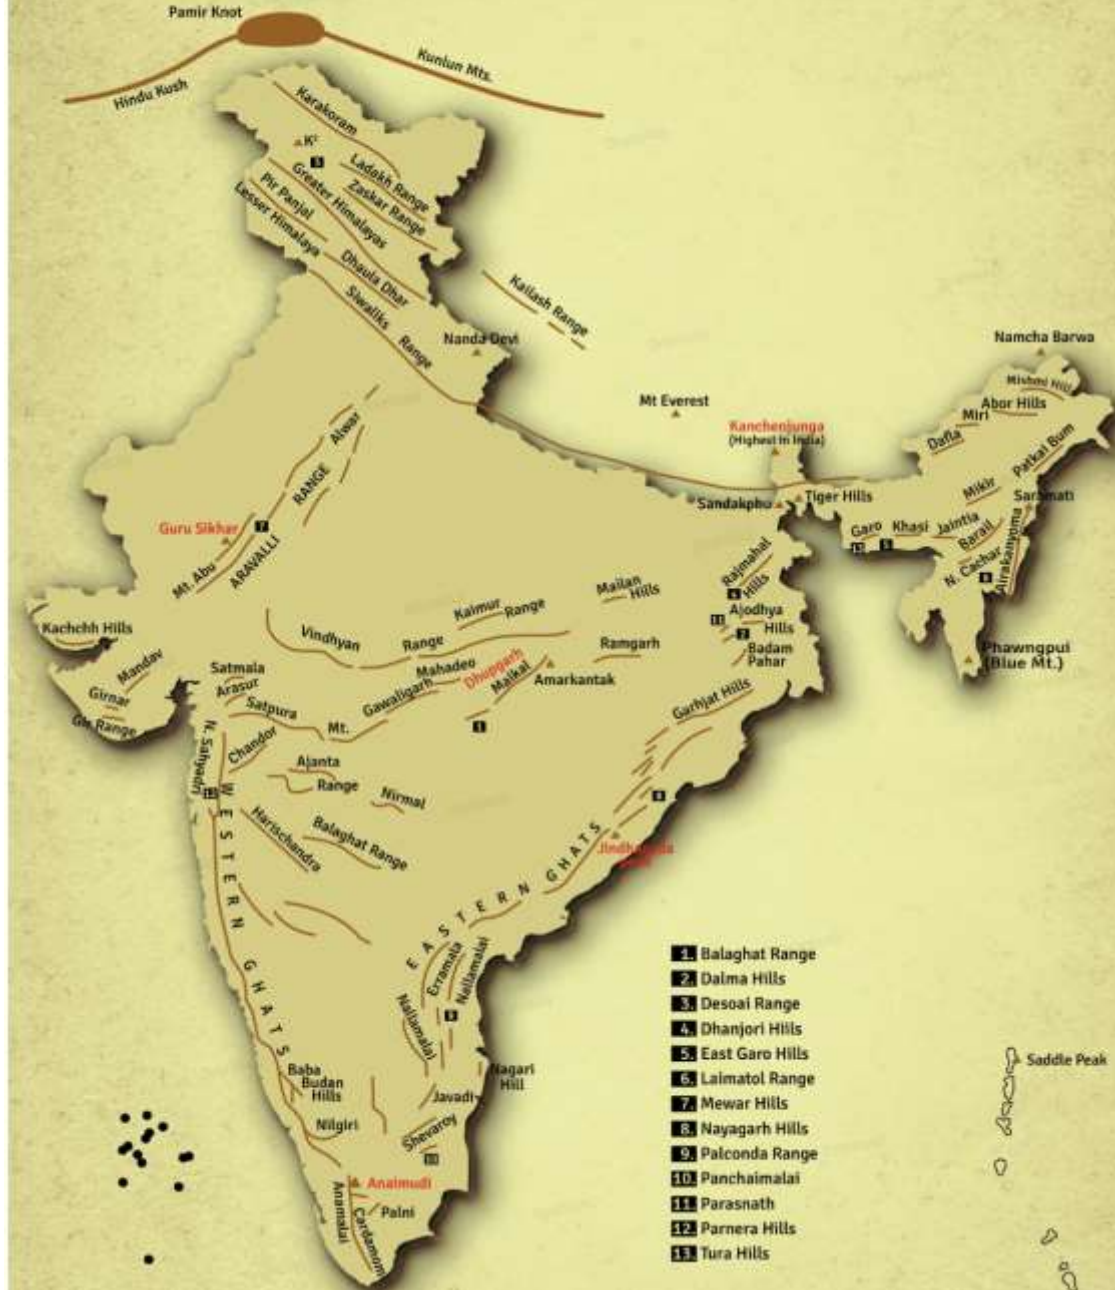 Pamir Knot
Hindu Kush
Kunlun Mts.
Karakoram
K²
3
Ladakh Range
Zaskar Range
Greater Himalayas
Pir Panjal
Lesser Himalaya
Dhaula Dhar
Siwaliks Range
Kailash Range
Nanda Devi
Namcha Barwa
Mishmi Hill
Abor Hills
Miri
Dafla
Mt Everest
Kanchenjunga
(Highest in India)
Patkai Bum
Mikir
Saramati
Sandakphu
Tiger Hills
Garo
Khasi
Jaintia
Barail
N. Cachar
Alwar
ARAVALLI RANGE
Guru Sikhar
7
Mt. Abu
Rajmahal
Hills
4
11
Ajodhya
Hills
2
Badam
Pahar
Mailan
Hills
Kaimur Range
Vindhyan Range
Ramgarh
Kachchh Hills
Mandav
Girnar
Gir Range
Satmala
Arasur
Satpura Mt.
Gawaligarh
Mahadeo
Dhupgarh
Maikal
Amarkantak
1
Phawngpui
(Blue Mt.)
Garhjat Hills
N. Sahyadri
Chandor
Ajanta
Range
Nirmal
Harischandra
Balaghat Range
WESTERN GHATS
EASTERN GHATS
Erramala
Nallamalai
Nallamalai
Baba
Budan
Hills
Nagari
Hill
Javadi
Shevaroy
Nilgiri
Anaimudi
Palni
Anamalai
Cardamom
Saddle Peak
1. Balaghat Range
2. Dalma Hills
3. Desoai Range
4. Dhanjori Hills
5. East Garo Hills
6. Laimatol Range
7. Mewar Hills
8. Nayagarh Hills
9. Palconda Range
10. Panchaimalai
11. Parasnath
12. Parnera Hills
13. Tura Hills